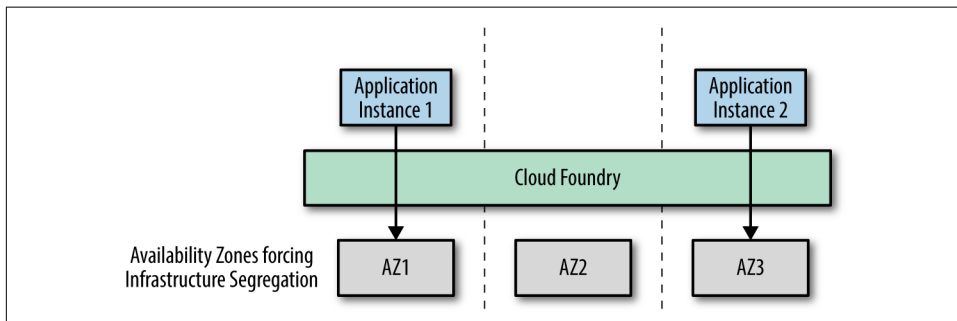 Application
Instance 1
Application
Instance 2
Cloud Foundry
Availability Zones forcing
Infrastructure Segregation
AZ1
AZ2
AZ3